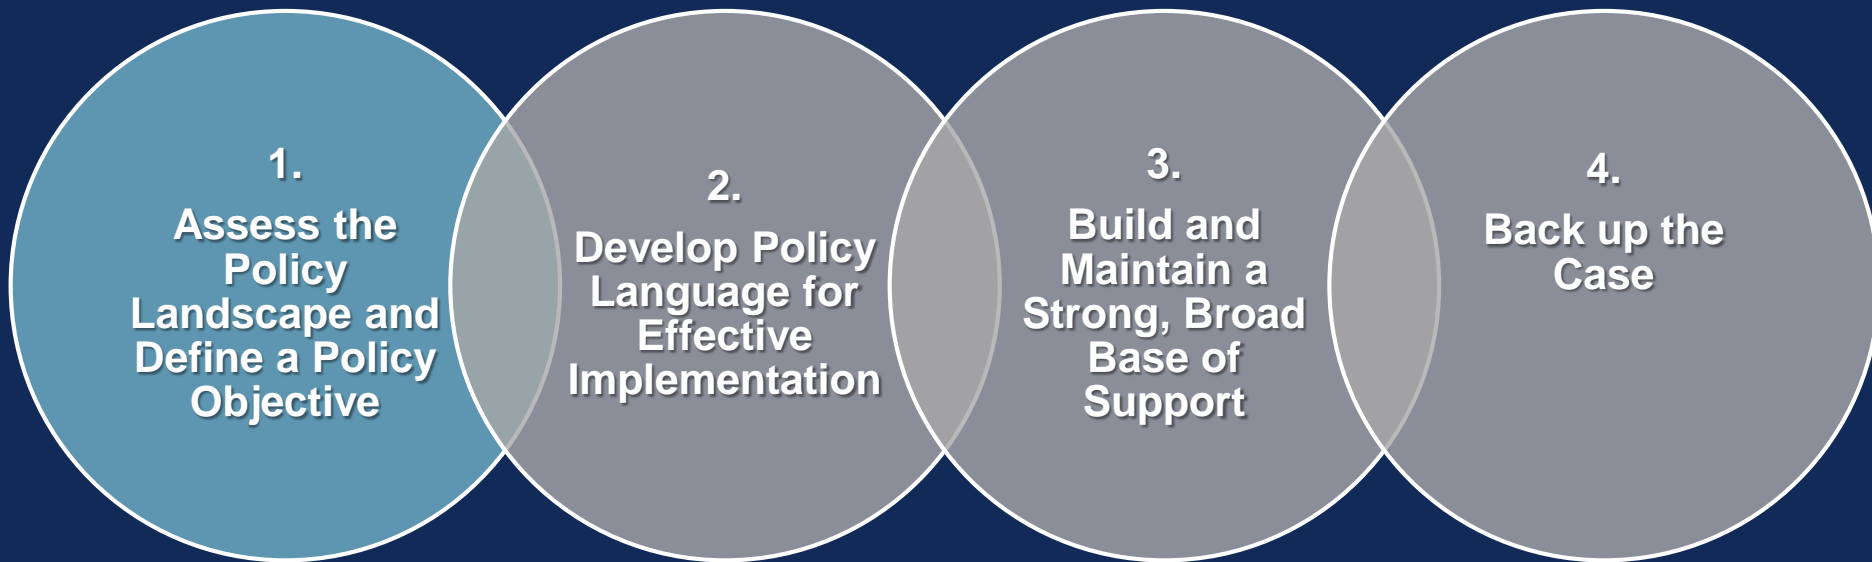 1.
Assess the
Policy
Landscape and
Define a Policy
Objective
2.
Develop Policy
Language for
Effective
Implementation
3.
Build and
Maintain a
Strong, Broad
Base of
Support
4.
Back up the
Case